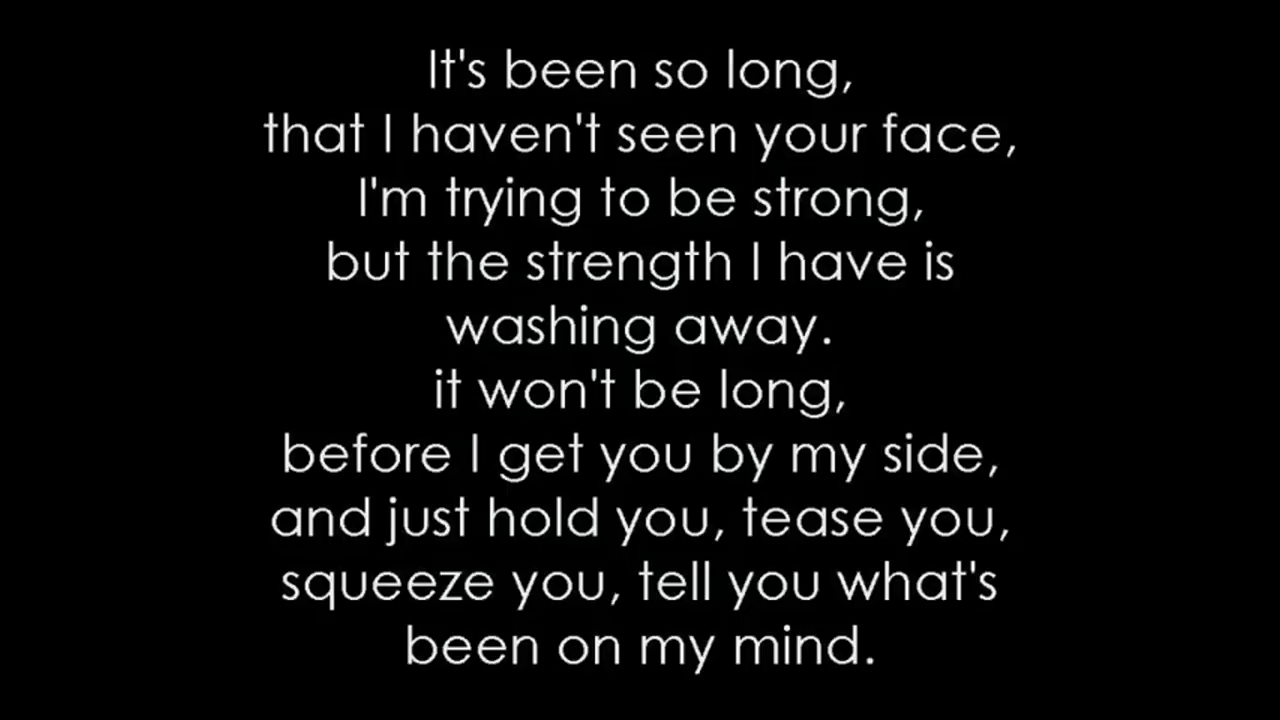 It's been so long,
that I haven't seen your face,
I'm trying to be strong,
but the strength I have is
washing away.
it won't be long,
before I get you by my side,
and just hold you, tease you,
squeeze you, tell you what's
been on my mind.